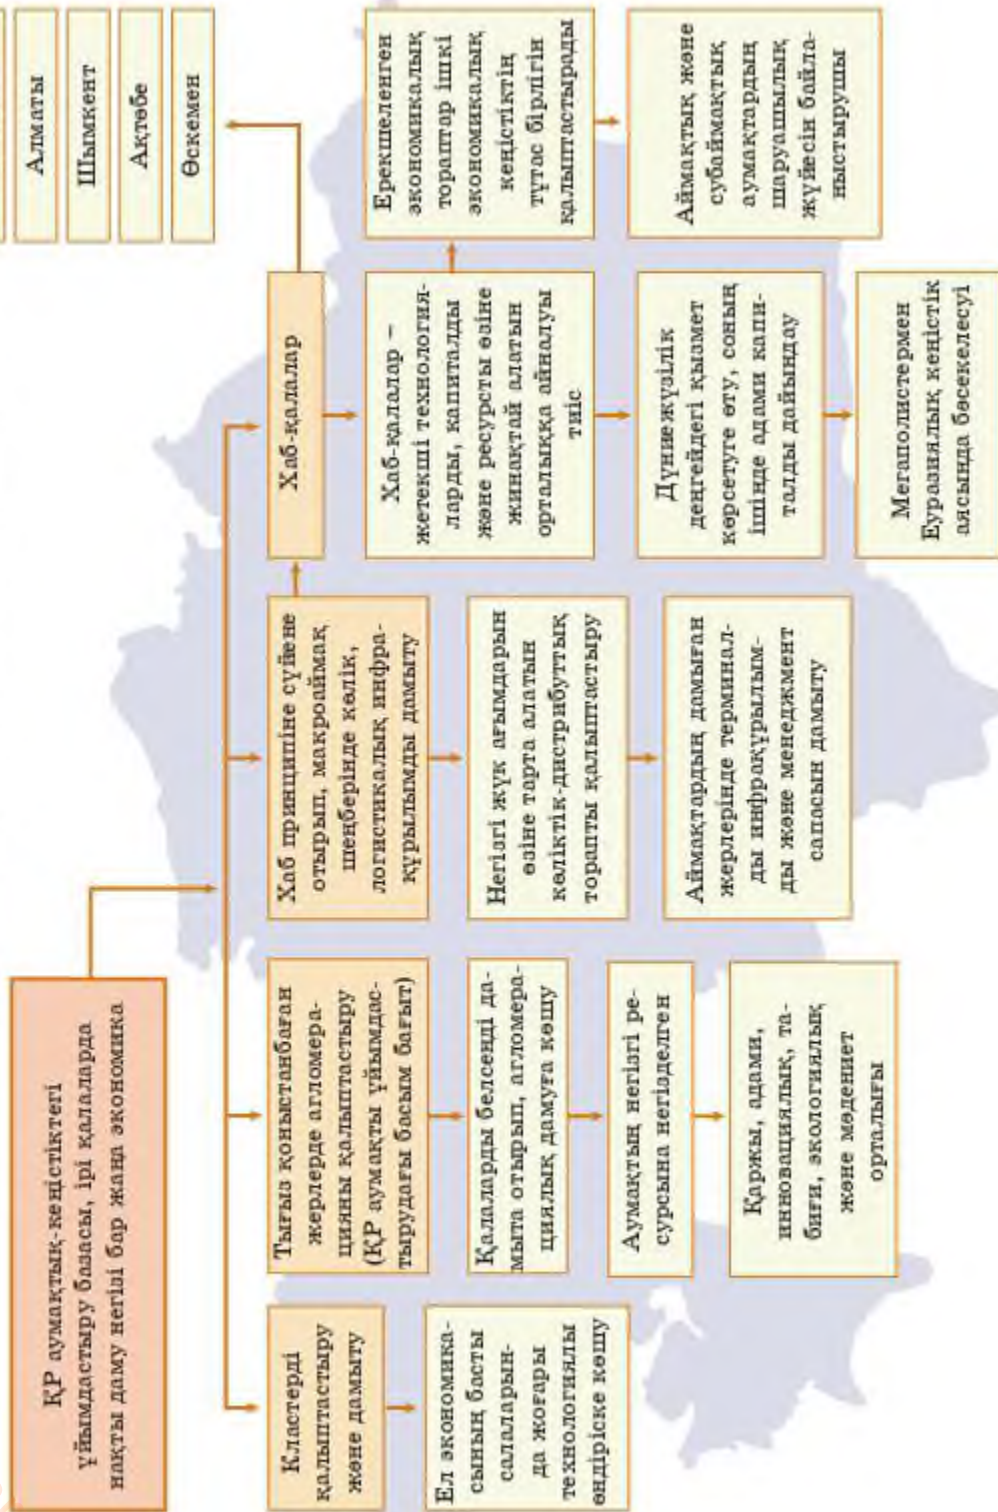 ҚР аумақтық-кеңістіктегі
ұйымдастыру базасы, ірі қалаларда
нақты даму негізі бар жаңа экономика
Кластерді
қалыптастыру
және дамыту
Ел экономика-
сының басты
салаларын-
да жоғары
технологиялы
өндіріске көшу
Тығыз қоныстанбаған
жерлерде агломера-
цияны қалыптастыру
(ҚР аумақты ұйымдас-
тырудағы басым бағыт)
Қалаларды белсенді да-
мыта отырып, агломера-
циялық дамуға көшу
Аумақтың негізгі ре-
сурсына негізделген
Қаржы, адами,
инновациялық, та-
биғи, экологиялық
және мәдениет
орталығы
Хаб принципіне сүйене
отырып, макроаймақ
шеңберінде көлік,
логистикалық инфра-
құрылымды дамыту
Негізгі жүк ағымдарын
өзіне тарта алатын
көліктік-дистрибуттық
торапты қалыптастыру
Аймақтардың дамыған
жерлерінде терминал-
ды инфрақұрылым-
ды және менеджмент
сапасын дамыту
Хаб-қалалар
Хаб-қалалар –
жетекші технология-
ларды, капиталды
және ресурсты өзіне
жинақтай алатын
орталыққа айналуы
тиіс
Дүниежүзілік
деңгейдегі қызмет
көрсетуге өту, соның
ішінде адами капи-
талды дайындау
Мегаполистермен
Еуразиялық кеңістік
аясында бәсекелесуі
Алматы
Шымкент
Ақтөбе
Өскемен
Ерекшеленген
экономикалық
тораптар ішкі
экономикалық
кеңістіктің
тұтас бірлігін
қалыптастырады
Аймақтық және
субаймақтық
аумақтардың
шаруашылық
жүйесін байла-
ныстырушы